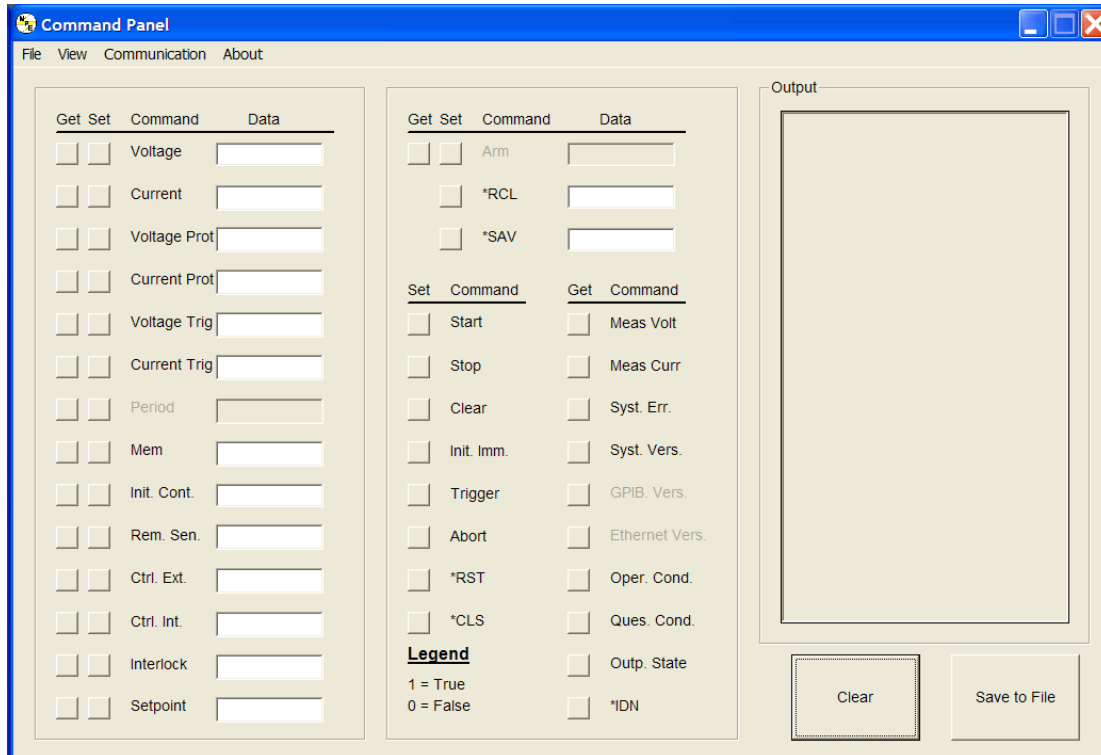 Command Panel
File View Communication About
Get Set Command Data
Voltage
Current
Voltage Prot
Current Prot
Voltage Trig
Current Trig
Period
Mem
Init. Cont.
Rem. Sen.
Ctrl. Ext.
Ctrl. Int.
Interlock
Setpoint
Get Set Command Data
Arm
*RCL
*SAV
Set Command
Start
Stop
Clear
Init. Imm.
Trigger
Abort
*RST
*CLS
Legend
1 = True
0 = False
Get Command
Meas Volt
Meas Curr
Syst. Err.
Syst. Vers.
GPIB. Vers.
Ethernet Vers.
Oper. Cond.
Ques. Cond.
Outp. State
*IDN
Output
Clear
Save to File